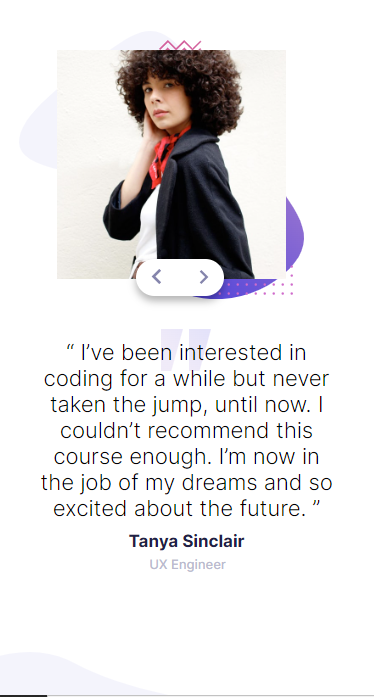 “ I’ve been interested in
coding for a while but never
taken the jump, until now. I
couldn’t recommend this
course enough. I’m now in
the job of my dreams and so
excited about the future. ”
Tanya Sinclair
UX Engineer